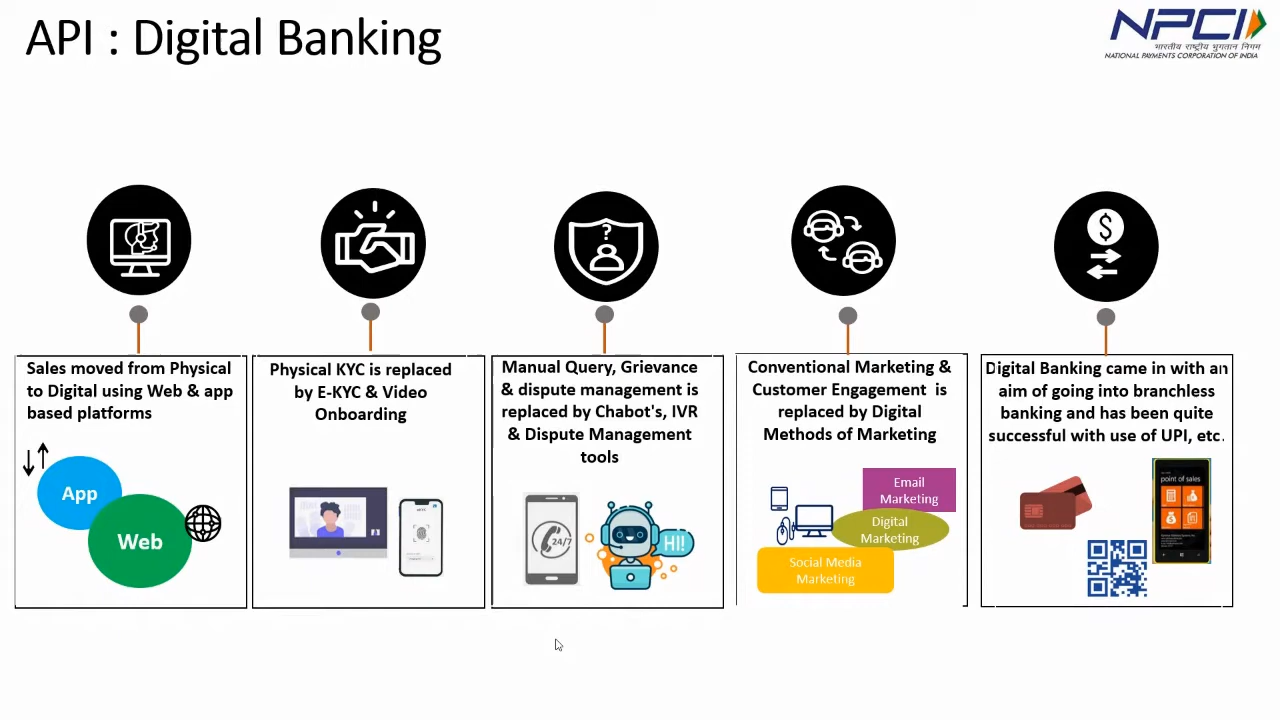 API : Digital Banking
NPCI
भारतीय राष्ट्रीय भुगतान निगम
NATIONAL PAYMENTS CORPORATION OF INDIA
Sales moved from Physical
to Digital using Web & app
based platforms
App
Web
Physical KYC is replaced
by E-KYC & Video
Onboarding
Manual Query, Grievance
& dispute management is
replaced by Chabot's, IVR
& Dispute Management
tools
24/7
HI!
Conventional Marketing &
Customer Engagement is
replaced by Digital
Methods of Marketing
Email
Marketing
Digital
Marketing
Social Media
Marketing
Digital Banking came in with an
aim of going into branchless
banking and has been quite
successful with use of UPI, etc.
point of sales